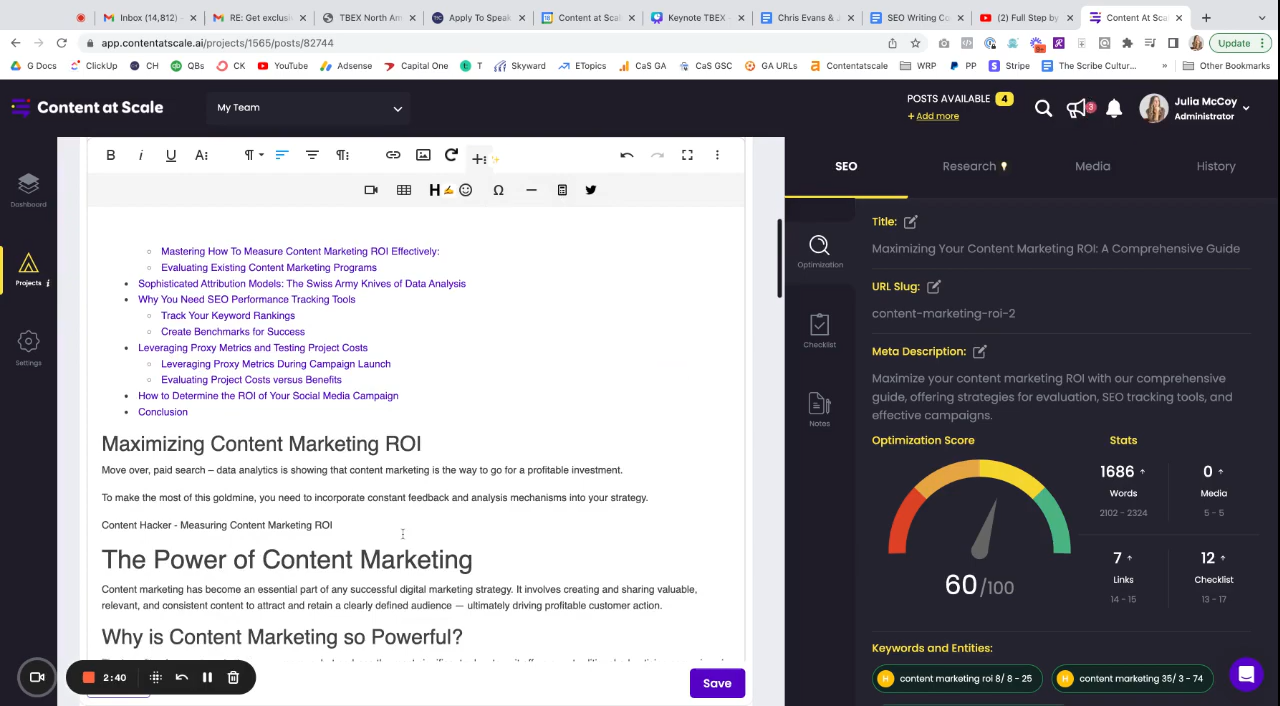 Inbox (14,812)
RE: Get exclus
TBEX North Am
Apply To Speak
Content at Scal
Keynote TBEX -
Chris Evans &
SEO Writing Co
(2) Full Step by
Content At Sca
app.contentatscale.ai/projects/1565/posts/82744
Update
G Docs
ClickUp
CH
QBs
CK
YouTube
Adsense
Capital One
T
Skyward
ETopics
CaS GA
CaS GSC
GA URLs
Contentatscale
WRP
PP
Stripe
The Scribe Cultur...
»
Other Bookmarks
Content at Scale
My Team
POSTS AVAILABLE 4
+ Add more
3
Julia McCoy
Administrator
Dashboard
Projects
Settings
B i U A
H
Mastering How To Measure Content Marketing ROI Effectively:
Evaluating Existing Content Marketing Programs
Sophisticated Attribution Models: The Swiss Army Knives of Data Analysis
Why You Need SEO Performance Tracking Tools
Track Your Keyword Rankings
Create Benchmarks for Success
Leveraging Proxy Metrics and Testing Project Costs
Leveraging Proxy Metrics During Campaign Launch
Evaluating Project Costs versus Benefits
How to Determine the ROI of Your Social Media Campaign
Conclusion
Maximizing Content Marketing ROI
Move over, paid search – data analytics is showing that content marketing is the way to go for a profitable investment.
To make the most of this goldmine, you need to incorporate constant feedback and analysis mechanisms into your strategy.
Content Hacker - Measuring Content Marketing ROI
The Power of Content Marketing
Content marketing has become an essential part of any successful digital marketing strategy. It involves creating and sharing valuable,
relevant, and consistent content to attract and retain a clearly defined audience — ultimately driving profitable customer action.
Why is Content Marketing so Powerful?
2:40
Save
SEO
Research
Media
History
Optimization
Checklist
Notes
Title:
Maximizing Your Content Marketing ROI: A Comprehensive Guide
URL Slug:
content-marketing-roi-2
Meta Description:
Maximize your content marketing ROI with our comprehensive
guide, offering strategies for evaluation, SEO tracking tools, and
effective campaigns.
Optimization Score
60/100
Stats
1686
Words
2102 - 2324
0
Media
5 - 5
7
Links
14 - 15
12
Checklist
13 - 17
Keywords and Entities:
H content marketing roi 8/ 8 - 25
H content marketing 35/ 3 - 74